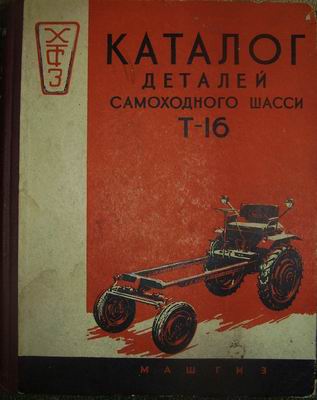 ХТЗ
КАТАЛОГ
ДЕТАЛЕЙ
САМОХОДНОГО ШАССИ
Т-16
МАШГИЗ